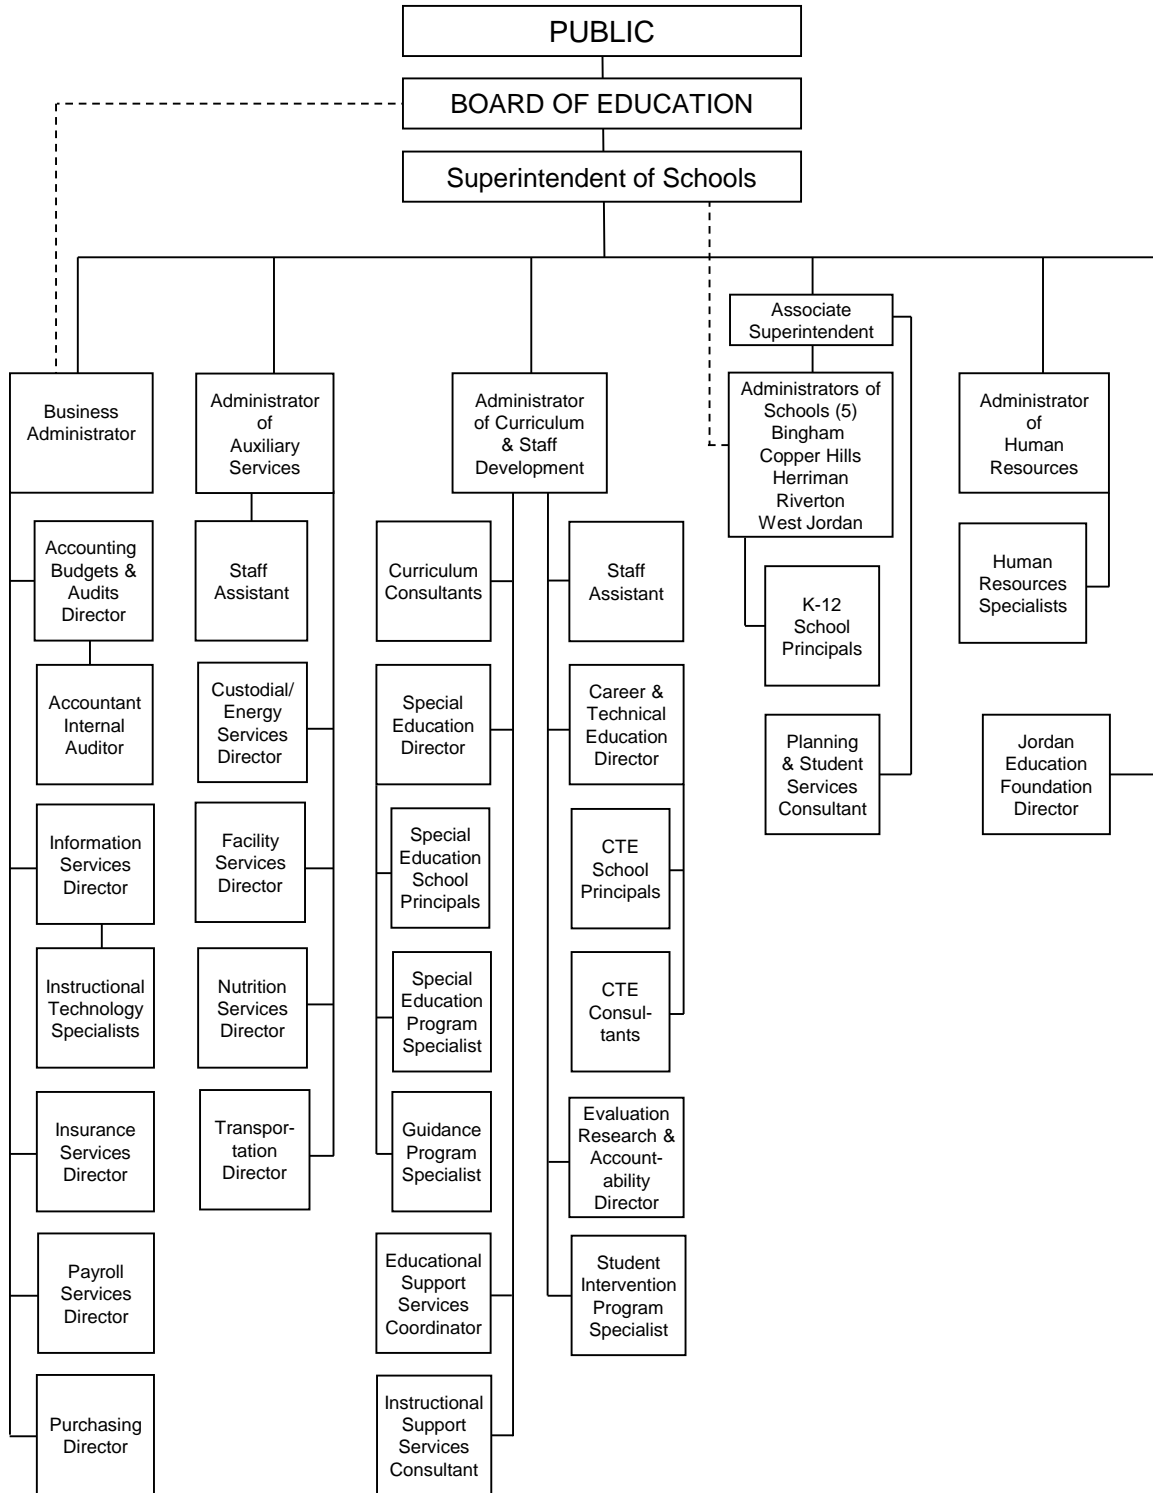 PUBLIC
BOARD OF EDUCATION
Superintendent of Schools
Associate
Superintendent
Business
Administrator
Administrator
of
Auxiliary
Services
Administrator
of Curriculum
& Staff
Development
Administrators of
Schools (5)
Bingham
Copper Hills
Herriman
Riverton
West Jordan
Administrator
of
Human
Resources
Accounting
Budgets &
Audits
Director
Staff
Assistant
Curriculum
Consultants
Staff
Assistant
K-12
School
Principals
Human
Resources
Specialists
Accountant
Internal
Auditor
Custodial/
Energy
Services
Director
Special
Education
Director
Career &
Technical
Education
Director
Planning
& Student
Services
Consultant
Jordan
Education
Foundation
Director
Information
Services
Director
Facility
Services
Director
Special
Education
School
Principals
CTE
School
Principals
Instructional
Technology
Specialists
Nutrition
Services
Director
Special
Education
Program
Specialist
CTE
Consul-
tants
Insurance
Services
Director
Transpor-
tation
Director
Guidance
Program
Specialist
Evaluation
Research &
Account-
ability
Director
Payroll
Services
Director
Educational
Support
Services
Coordinator
Student
Intervention
Program
Specialist
Purchasing
Director
Instructional
Support
Services
Consultant